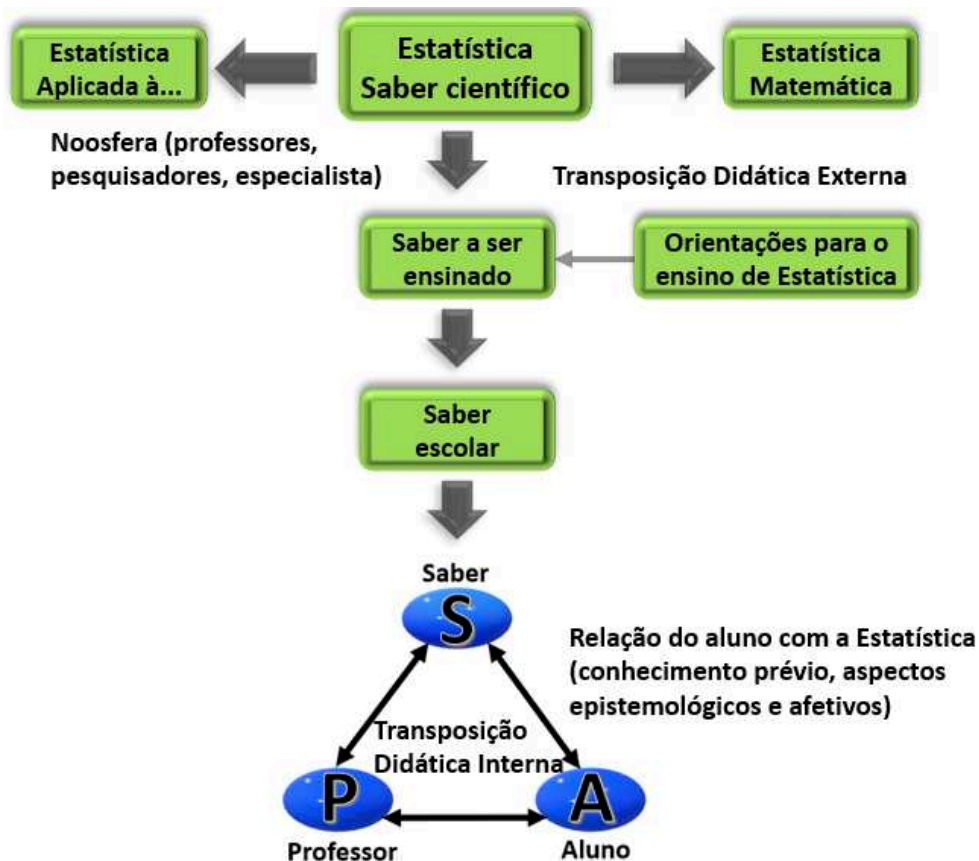 Estatística
Aplicada à...
Estatística
Saber científico
Estatística
Matemática
Noosfera (professores,
pesquisadores, especialista)
Transposição Didática Externa
Saber a ser
ensinado
Orientações para o
ensino de Estatística
Saber
escolar
Saber
S
Relação do aluno com a Estatística
(conhecimento prévio, aspectos
epistemológicos e afetivos)
Transposição
Didática Interna
P
A
Professor
Aluno